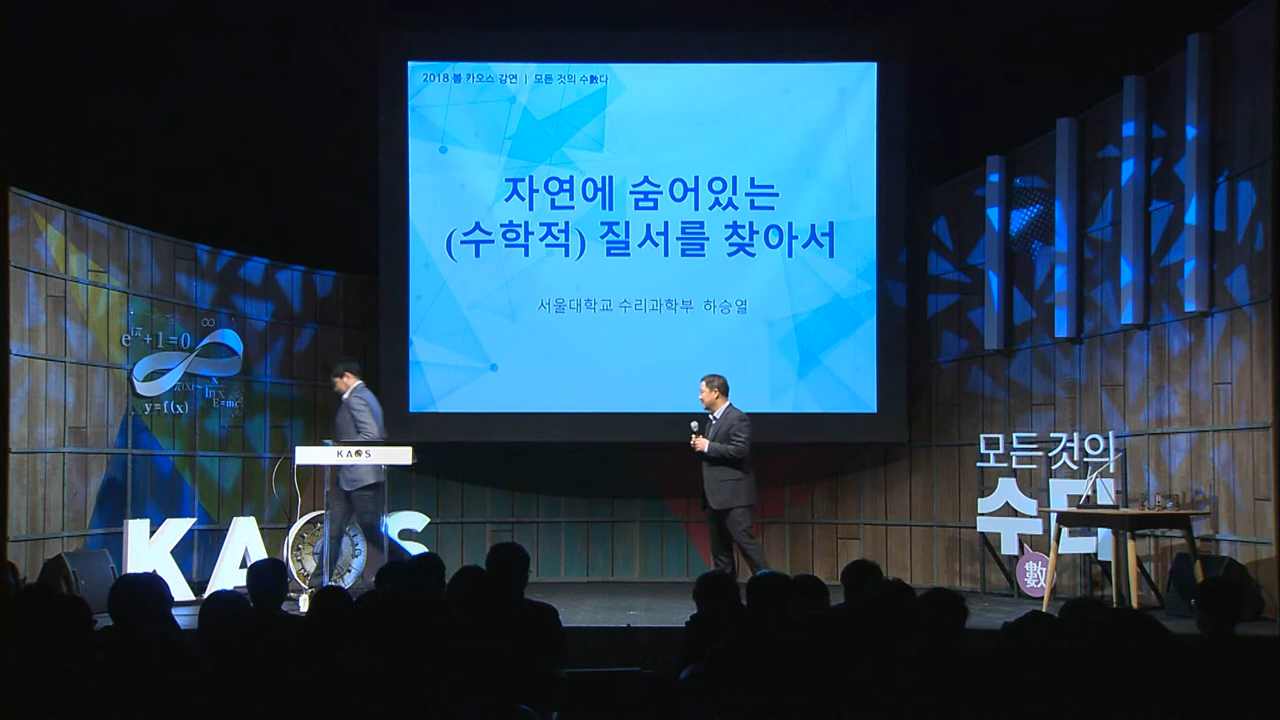 2018 봄 카오스 강연 | 모든 것의 수數다
자연에 숨어있는
(수학적) 질서를 찾아서
서울대학교 수리과학부 하승열
∞
e^iπ+1=0
π(x)~ x/ln x
E=mc
y=f(x)
KAOS
KAOS
모든 것의
수다
數